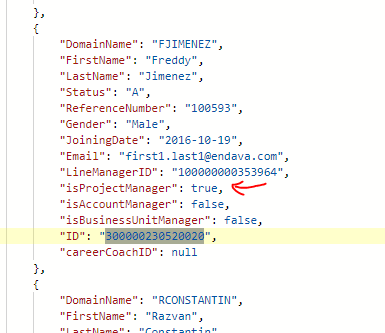 },
{
"DomainName": "FJIMENEZ",
"FirstName": "Freddy",
"LastName": "Jimenez",
"Status": "A",
"ReferenceNumber": "100593",
"Gender": "Male",
"JoiningDate": "2016-10-19",
"Email": "first1.last1@endava.com",
"LineManagerID": "100000000353964",
"isProjectManager": true,
"isAccountManager": false,
"isBusinessUnitManager": false,
"ID": "300000230520020",
"careerCoachID": null
},
{
"DomainName": "RCONSTANTIN",
"FirstName": "Razvan",
"LastName": "Constantin",